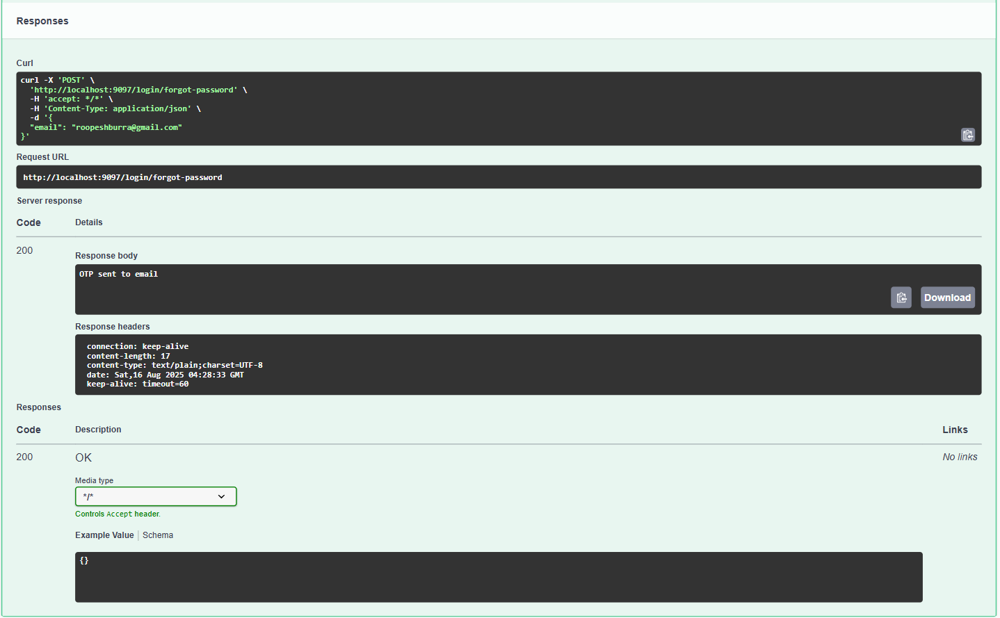 Responses
Curl
curl -X 'POST' \
'http://localhost:9097/login/forgot-password' \
-H 'accept: */*' \
-H 'Content-Type: application/json' \
-d '{
"email": "roopeshburra@gmail.com"
}'
Request URL
http://localhost:9097/login/forgot-password
Server response
Code Details
200
Response body
OTP sent to email
Download
Response headers
connection: keep-alive
content-length: 17
content-type: text/plain;charset=UTF-8
date: Sat,16 Aug 2025 04:28:33 GMT
keep-alive: timeout=60
Responses
Code Description Links
200 OK No links
Media type
*/*
Controls Accept header.
Example Value Schema
{}